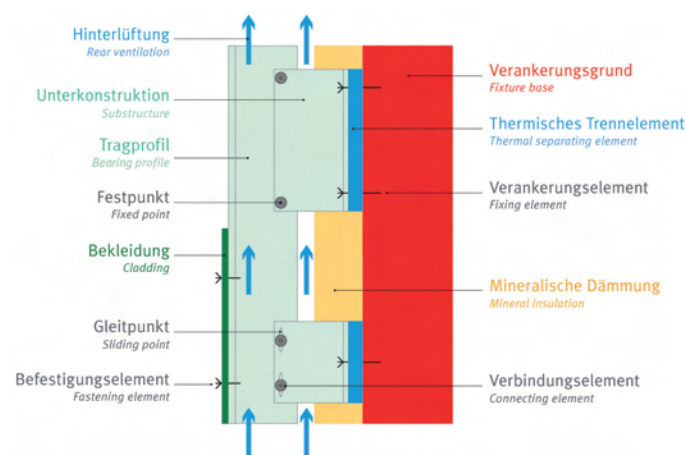 Hinterlüftung
Rear ventilation
Unterkonstruktion
Substructure
Tragprofil
Bearing profile
Festpunkt
Fixed point
Bekleidung
Cladding
Gleitpunkt
Sliding point
Befestigungselement
Fastening element
Verankerungsgrund
Fixture base
Thermisches Trennelement
Thermal separating element
Verankerungselement
Fixing element
Mineralische Dämmung
Mineral insulation
Verbindungselement
Connecting element